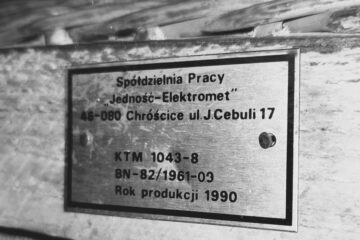 Spółdzielnia Pracy
„Jedność-Elektromet"
46-080 Chróścice ul.J.Cebuli 17
KTM 1043-8
BN-82/1961-03
Rok produkcji 1990